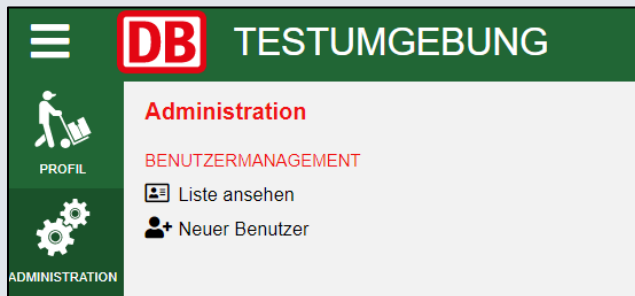 DB TESTUMGEBUNG
PROFIL
ADMINISTRATION
Administration
BENUTZERMANAGEMENT
Liste ansehen
Neuer Benutzer